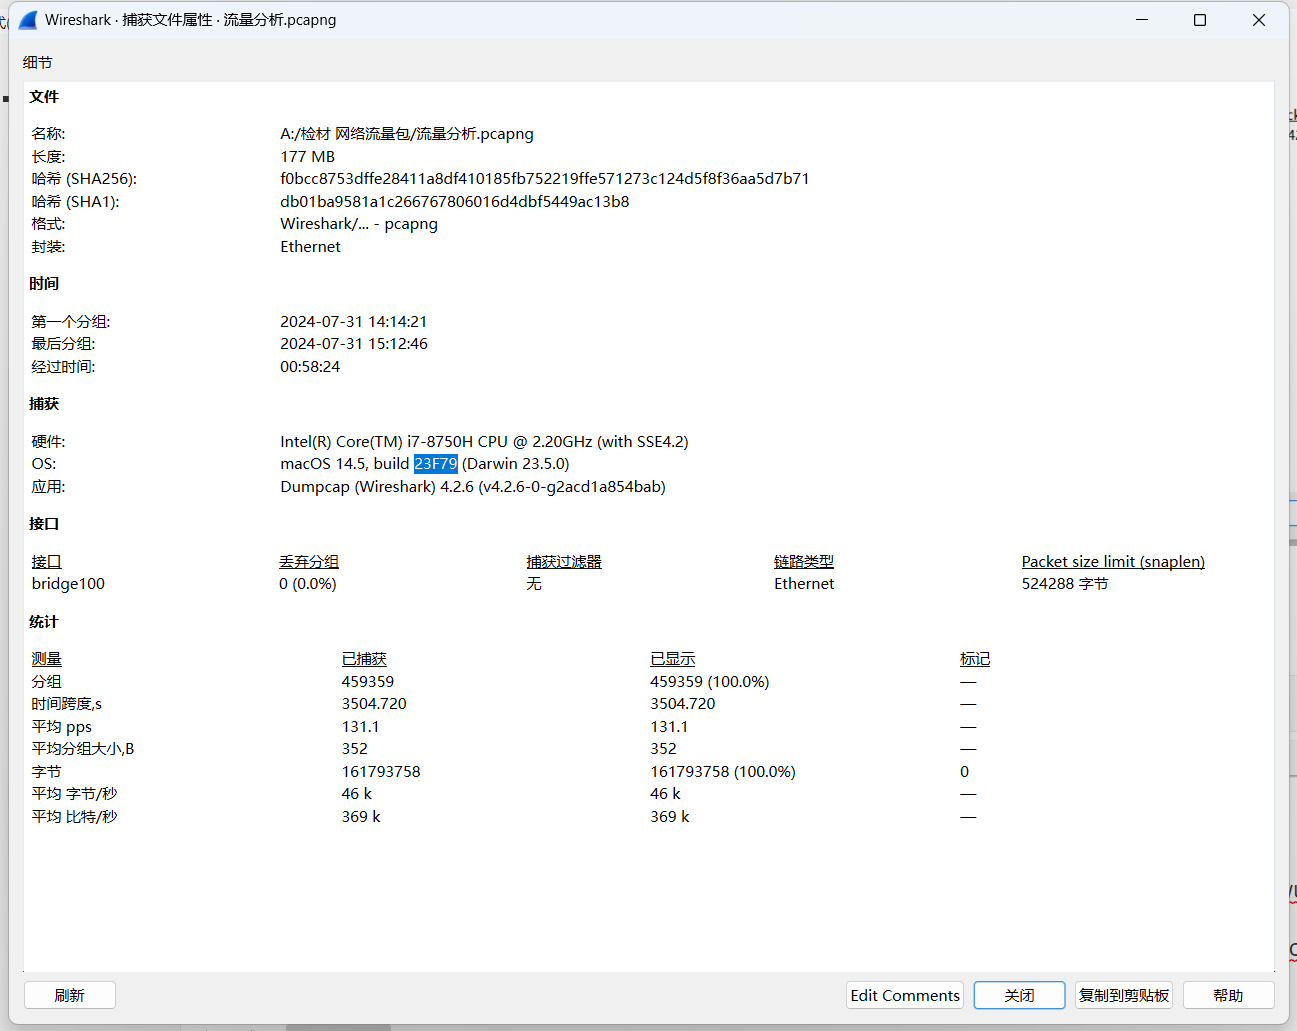 Wireshark · 捕获文件属性 · 流量分析.pcapng
细节
文件
名称: A:/检材 网络流量包/流量分析.pcapng
长度: 177 MB
哈希 (SHA256): f0bcc8753dffe28411a8df410185fb752219ffe571273c124d5f8f36aa5d7b71
哈希 (SHA1): db01ba9581a1c266767806016d4dbf5449ac13b8
格式: Wireshark/... - pcapng
封装: Ethernet
时间
第一个分组: 2024-07-31 14:14:21
最后分组: 2024-07-31 15:12:46
经过时间: 00:58:24
捕获
硬件: Intel(R) Core(TM) i7-8750H CPU @ 2.20GHz (with SSE4.2)
OS: macOS 14.5, build 23F79 (Darwin 23.5.0)
应用: Dumpcap (Wireshark) 4.2.6 (v4.2.6-0-g2acd1a854bab)
接口
接口 丢弃分组 捕获过滤器 链路类型 Packet size limit (snaplen)
bridge100 0 (0.0%) 无 Ethernet 524288 字节
统计
测量 已捕获 已显示 标记
分组 459359 459359 (100.0%) —
时间跨度,s 3504.720 3504.720 —
平均 pps 131.1 131.1 —
平均分组大小,B 352 352 —
字节 161793758 161793758 (100.0%) 0
平均 字节/秒 46 k 46 k —
平均 比特/秒 369 k 369 k —
刷新 Edit Comments 关闭 复制到剪贴板 帮助